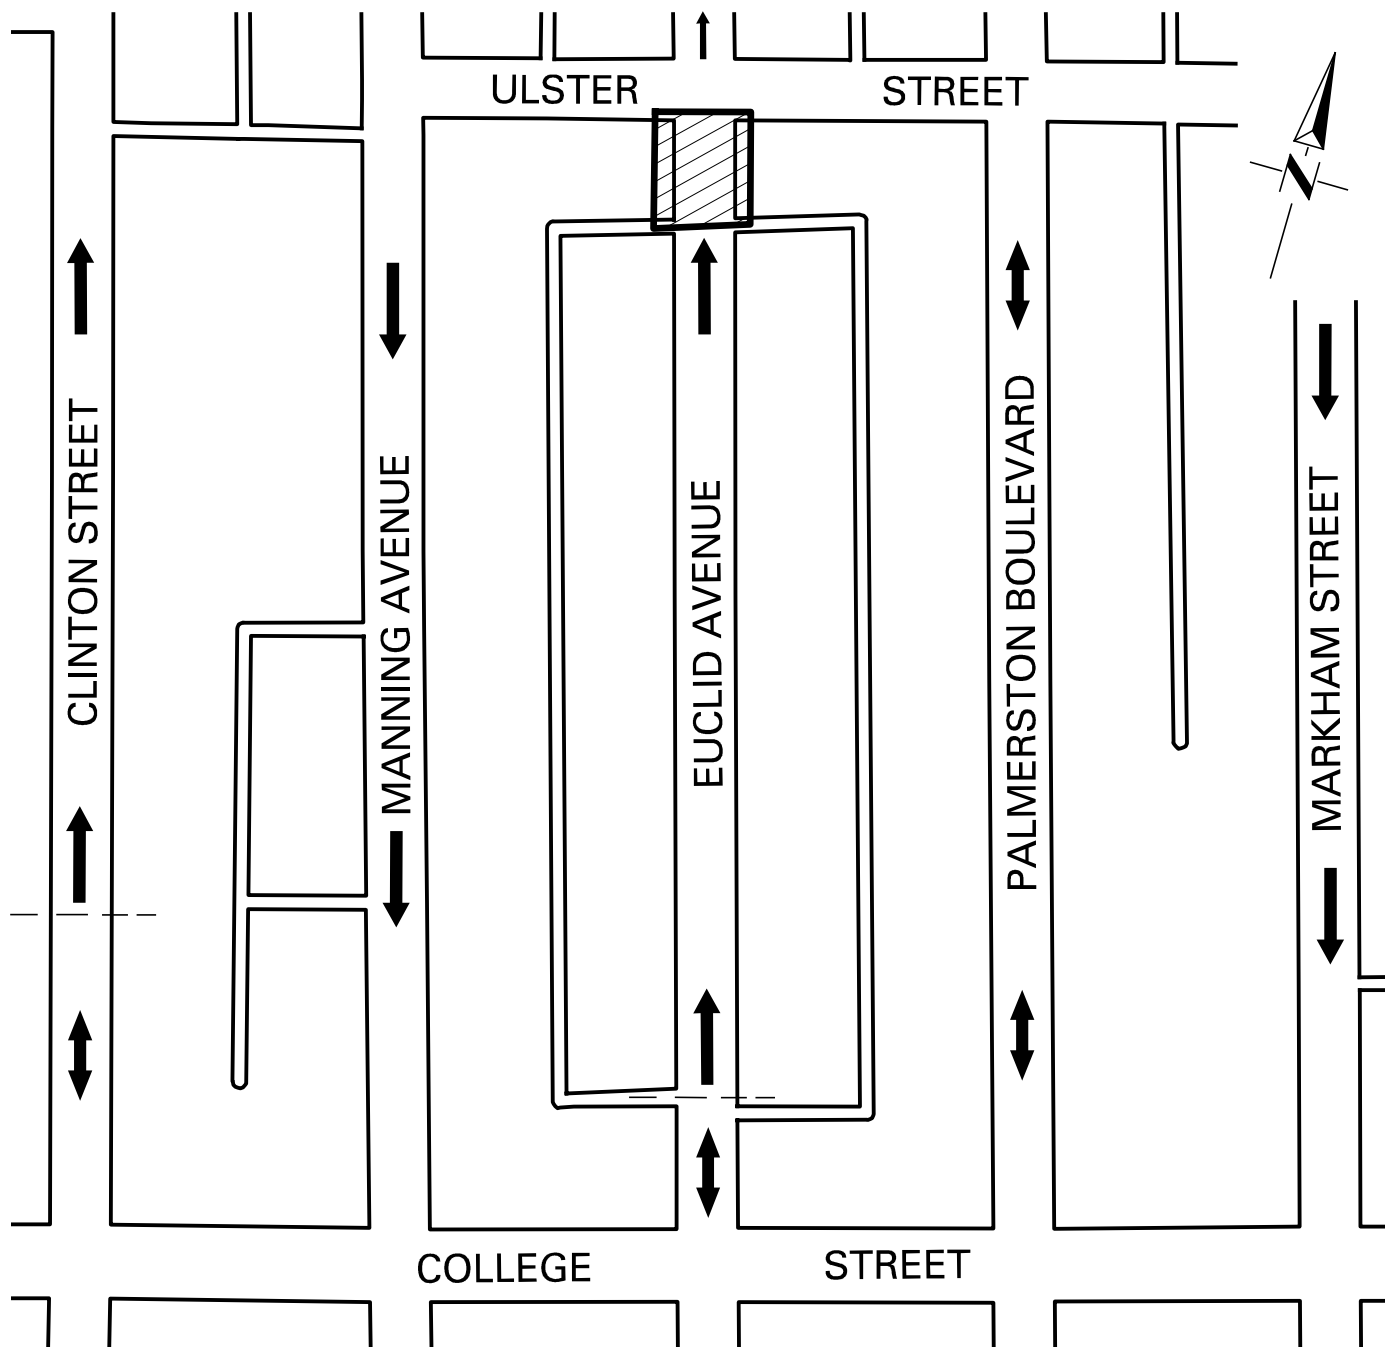 ULSTER STREET
N
CLINTON STREET
MANNING AVENUE
EUCLID AVENUE
PALMERSTON BOULEVARD
MARKHAM STREET
COLLEGE STREET